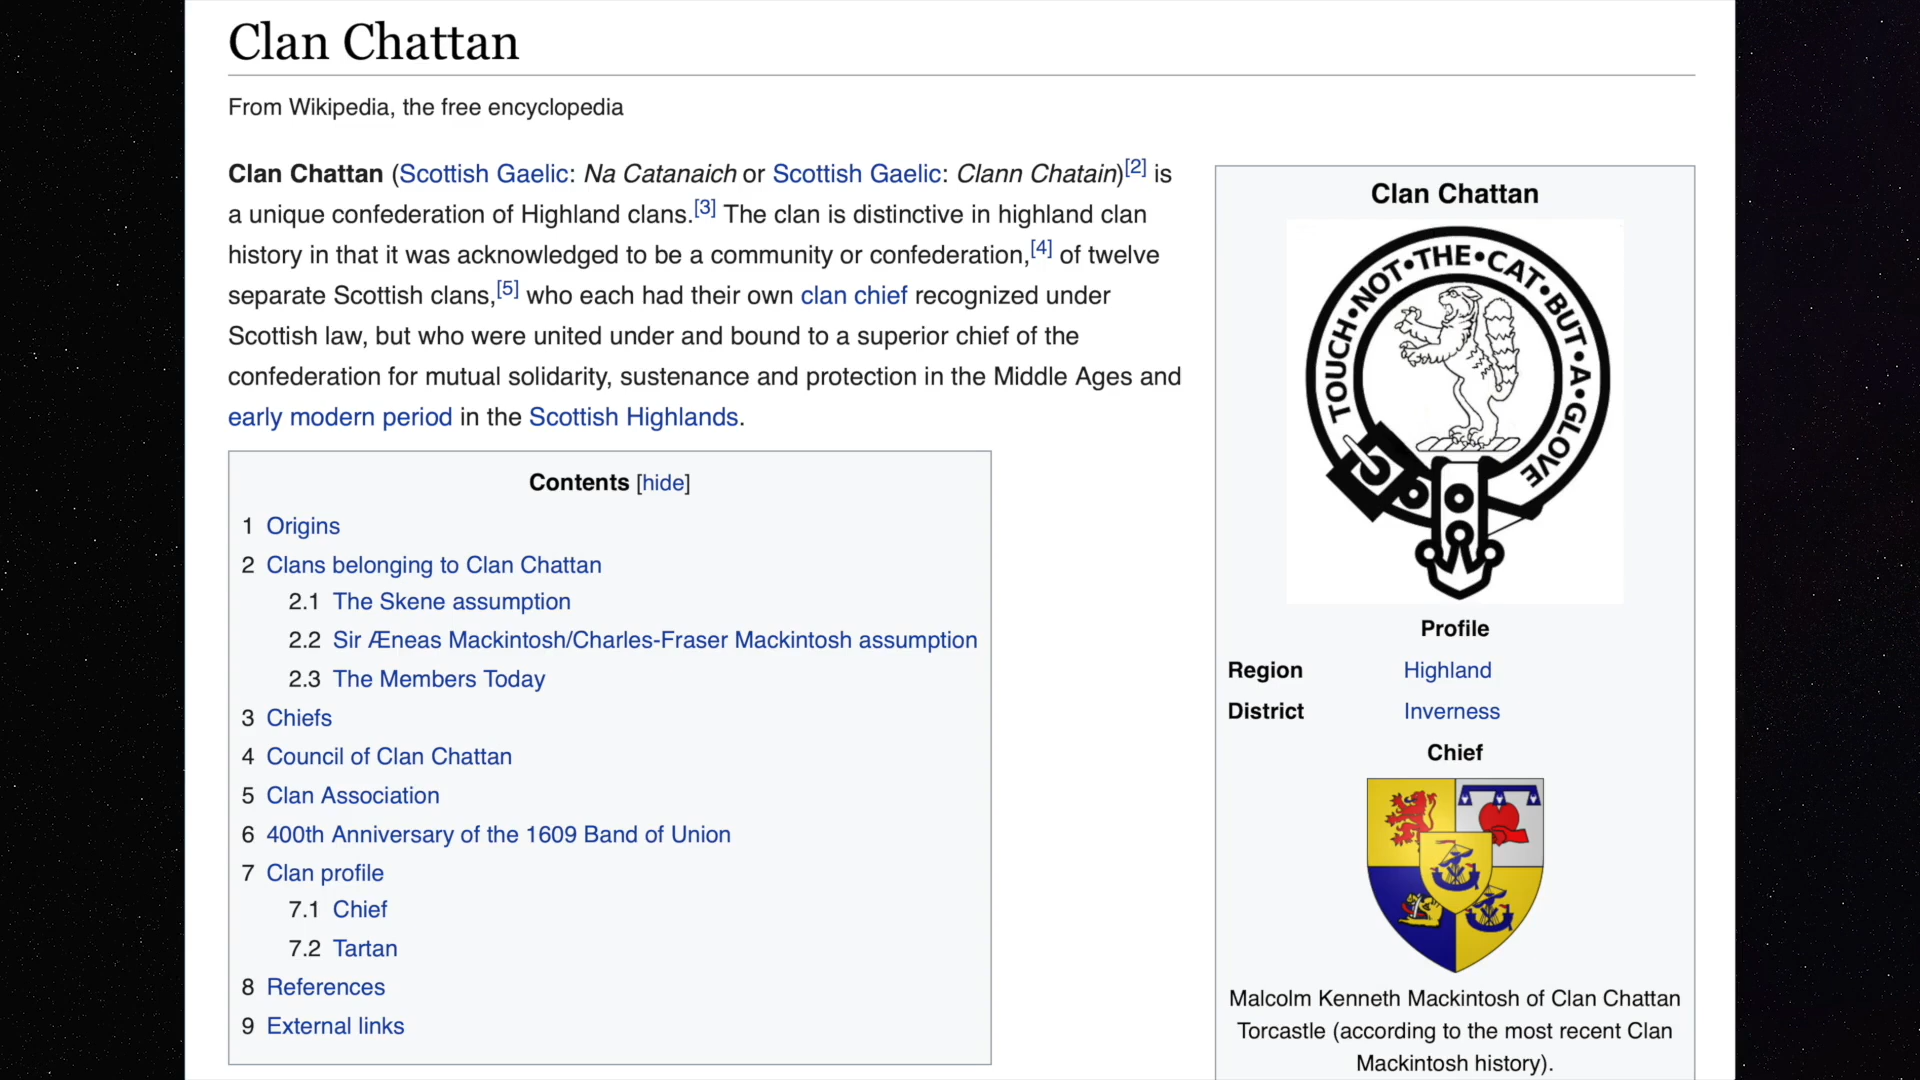 Clan Chattan
From Wikipedia, the free encyclopedia
Clan Chattan (Scottish Gaelic: Na Catanaich or Scottish Gaelic: Clann Chatain)[2] is
a unique confederation of Highland clans.[3] The clan is distinctive in highland clan
history in that it was acknowledged to be a community or confederation,[4] of twelve
separate Scottish clans,[5] who each had their own clan chief recognized under
Scottish law, but who were united under and bound to a superior chief of the
confederation for mutual solidarity, sustenance and protection in the Middle Ages and
early modern period in the Scottish Highlands.
Contents [hide]
1 Origins
2 Clans belonging to Clan Chattan
2.1 The Skene assumption
2.2 Sir Æneas Mackintosh/Charles-Fraser Mackintosh assumption
2.3 The Members Today
3 Chiefs
4 Council of Clan Chattan
5 Clan Association
6 400th Anniversary of the 1609 Band of Union
7 Clan profile
7.1 Chief
7.2 Tartan
8 References
9 External links
Clan Chattan
TOUCH•NOT•THE•CAT•BUT•A•GLOVE
Profile
Region Highland
District Inverness
Chief
Malcolm Kenneth Mackintosh of Clan Chattan
Torcastle (according to the most recent Clan
Mackintosh history).